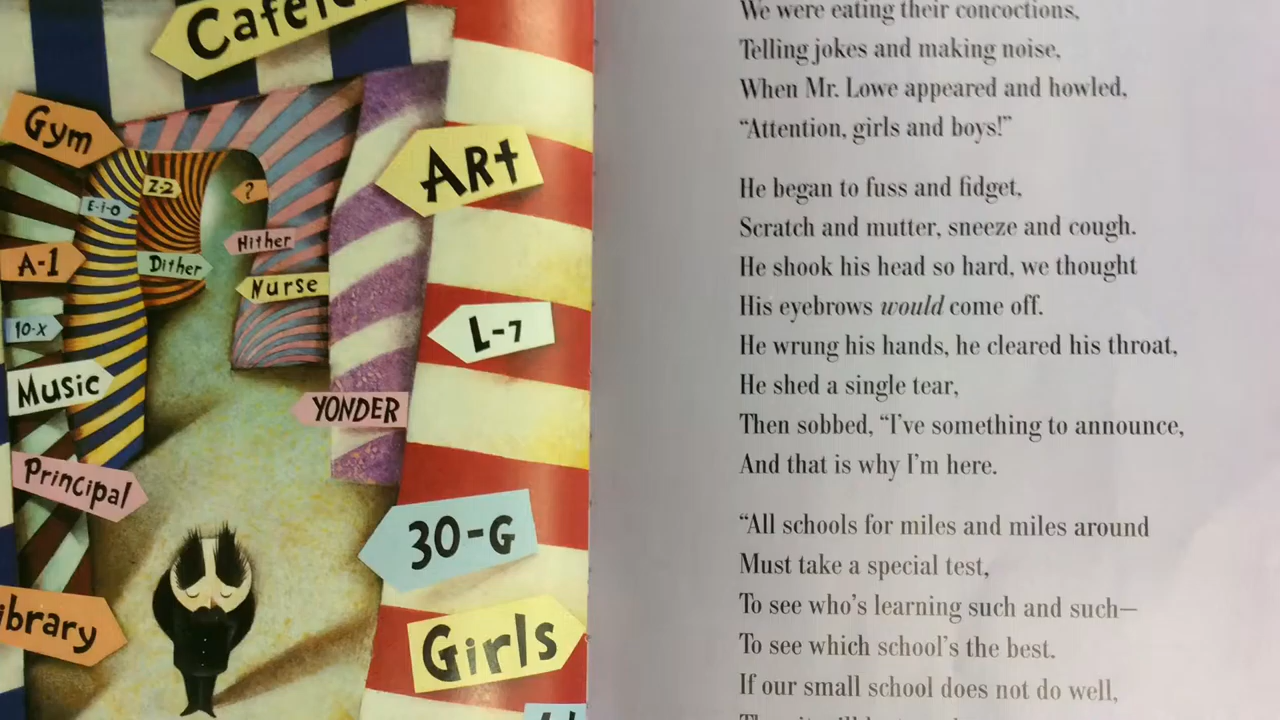 Gym
ARt
Z-2
?
E-i-o
Hither
A-1
Dither
Nurse
10-X
L-7
Music
YONDER
Principal
30-G
Girls
We were eating their concoctions,
Telling jokes and making noise,
When Mr. Lowe appeared and howled,
“Attention, girls and boys!”
He began to fuss and fidget,
Scratch and mutter, sneeze and cough.
He shook his head so hard, we thought
His eyebrows would come off.
He wrung his hands, he cleared his throat,
He shed a single tear,
Then sobbed, “I’ve something to announce,
And that is why I’m here.
“All schools for miles and miles around
Must take a special test,
To see who’s learning such and such—
To see which school’s the best.
If our small school does not do well,